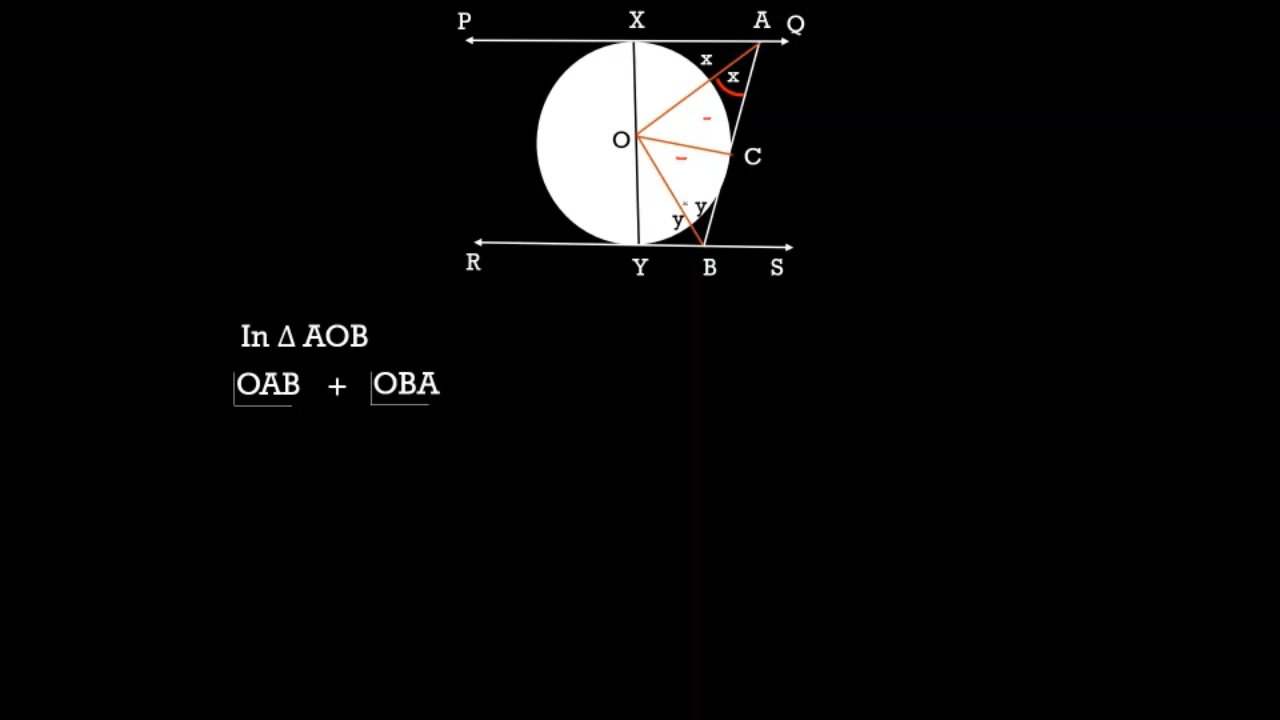 P X A Q
x
x
O
C
y
y
R Y B S
In Δ AOB
OAB + OBA